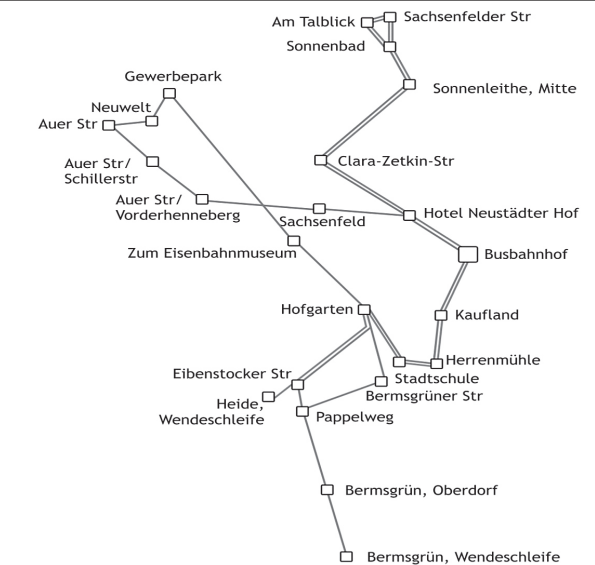 Am Talblick
Sachsenfelder Str
Sonnenbad
Gewerbepark
Sonnenleithe, Mitte
Neuwelt
Auer Str
Auer Str/
Schillerstr
Clara-Zetkin-Str
Auer Str/
Vorderhenneberg
Sachsenfeld
Hotel Neustädter Hof
Zum Eisenbahnmuseum
Busbahnhof
Hofgarten
Kaufland
Herrenmühle
Eibenstocker Str
Stadtschule
Bermsgrüner Str
Heide,
Wendeschleife
Pappelweg
Bermsgrün, Oberdorf
Bermsgrün, Wendeschleife